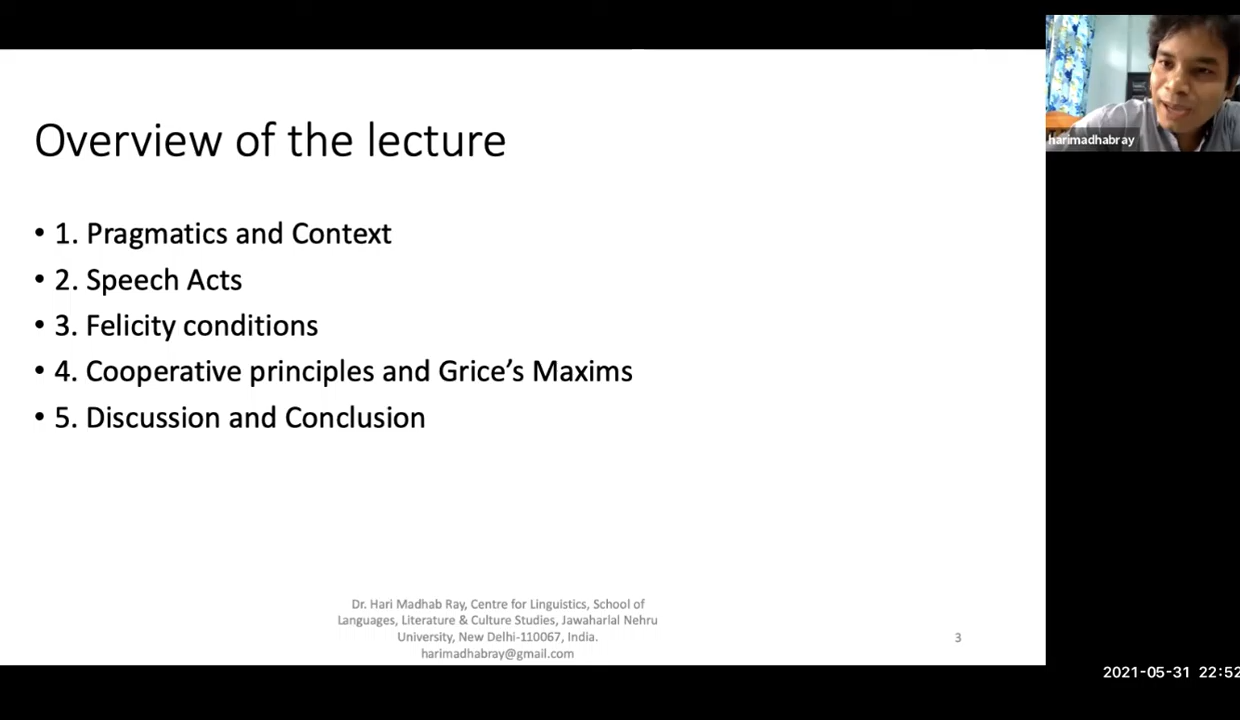 Overview of the lecture
• 1. Pragmatics and Context
• 2. Speech Acts
• 3. Felicity conditions
• 4. Cooperative principles and Grice’s Maxims
• 5. Discussion and Conclusion
Dr. Hari Madhab Ray, Centre for Linguistics, School of
Languages, Literature & Culture Studies, Jawaharlal Nehru
University, New Delhi-110067, India.
harimadhabray@gmail.com
3
harimadhabray
2021-05-31 22:52